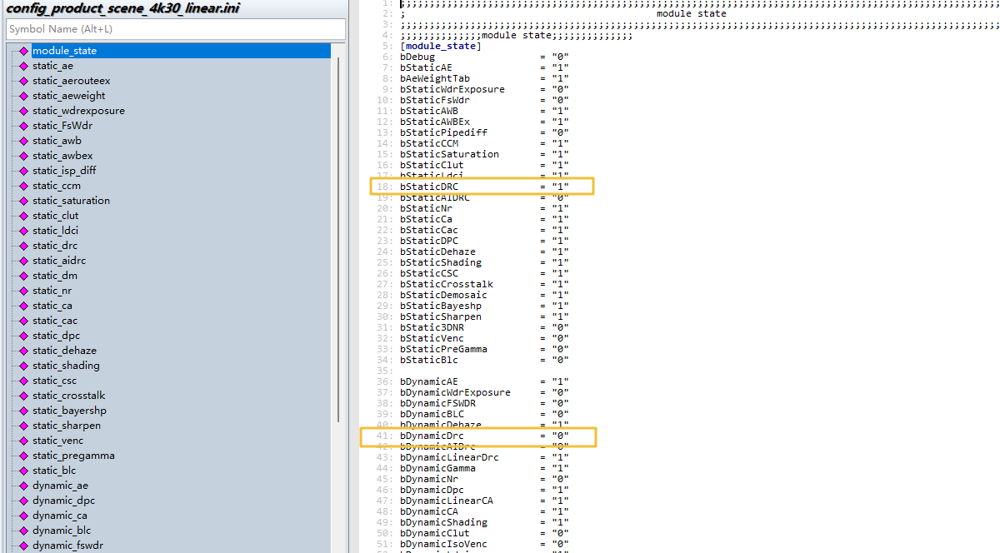 config_product_scene_4k30_linear.ini
Symbol Name (Alt+L)
module_state
static_ae
static_aerouteex
static_aeweight
static_wdrexposure
static_FsWdr
static_awb
static_awbex
static_isp_diff
static_ccm
static_saturation
static_clut
static_ldci
static_drc
static_aidrc
static_dm
static_nr
static_ca
static_cac
static_dpc
static_dehaze
static_shading
static_csc
static_crosstalk
static_bayershp
static_sharpen
static_venc
static_pregamma
static_blc
dynamic_ae
dynamic_dpc
dynamic_ca
dynamic_blc
dynamic_fswdr
1: ;;;;;;;;;;;;;;;;;;;;;;;;;;;;;;;;;;;;;;;;;;;;;;;;;;;;;;;;;;;;;;;;;;;;;;;;;;;;;;;;;;;;;;;;;;;;;;;;;;;;;;;
2: ; module state
3: ;;;;;;;;;;;;;;;;;;;;;;;;;;;;;;;;;;;;;;;;;;;;;;;;;;;;;;;;;;;;;;;;;;;;;;;;;;;;;;;;;;;;;;;;;;;;;;;;;;;;;;;
4: ;;;;;;;;;;;;;;module state;;;;;;;;;;;;;;
5: [module_state]
6: bDebug = "0"
7: bStaticAE = "1"
8: bAeWeightTab = "1"
9: bStaticWdrExposure = "0"
10: bStaticFsWdr = "0"
11: bStaticAWB = "1"
12: bStaticAWBEx = "1"
13: bStaticPipediff = "0"
14: bStaticCCM = "1"
15: bStaticSaturation = "1"
16: bStaticClut = "1"
17: bStaticLdci = "1"
18: bStaticDRC = "1"
19: bStaticAIDRC = "0"
20: bStaticNr = "1"
21: bStaticCa = "1"
22: bStaticCac = "1"
23: bStaticDPC = "1"
24: bStaticDehaze = "1"
25: bStaticShading = "1"
26: bStaticCSC = "1"
27: bStaticCrosstalk = "1"
28: bStaticDemosaic = "1"
29: bStaticBayeshp = "1"
30: bStaticSharpen = "1"
31: bStatic3DNR = "0"
32: bStaticVenc = "0"
33: bStaticPreGamma = "0"
34: bStaticBlc = "0"
35:
36: bDynamicAE = "1"
37: bDynamicWdrExposure = "0"
38: bDynamicFSWDR = "0"
39: bDynamicBLC = "0"
40: bDynamicDehaze = "1"
41: bDynamicDrc = "0"
42: bDynamicAIDrc = "0"
43: bDynamicLinearDrc = "1"
44: bDynamicGamma = "1"
45: bDynamicNr = "0"
46: bDynamicDpc = "1"
47: bDynamicLinearCA = "1"
48: bDynamicCA = "1"
49: bDynamicShading = "1"
50: bDynamicClut = "0"
51: bDynamicIsoVenc = "0"